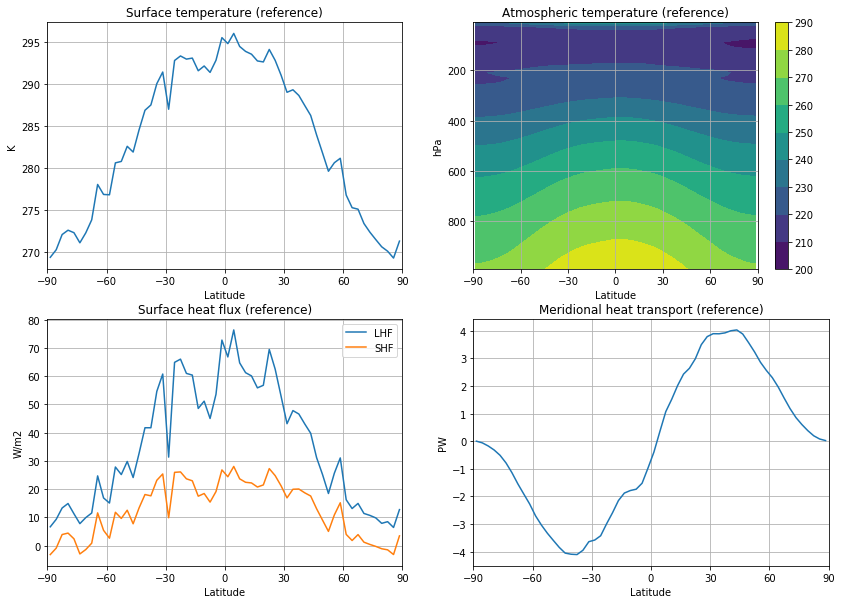 Surface temperature (reference)
295
290
285
280
275
270
K
−90 −60 −30 0 30 60 90
Latitude
Atmospheric temperature (reference)
200
400
600
800
hPa
−90 −60 −30 0 30 60 90
Latitude
290
280
270
260
250
240
230
220
210
200
Surface heat flux (reference)
80
70
60
50
40
30
20
10
0
W/m2
LHF
SHF
−90 −60 −30 0 30 60 90
Latitude
Meridional heat transport (reference)
4
3
2
1
0
−1
−2
−3
−4
PW
−90 −60 −30 0 30 60 90
Latitude